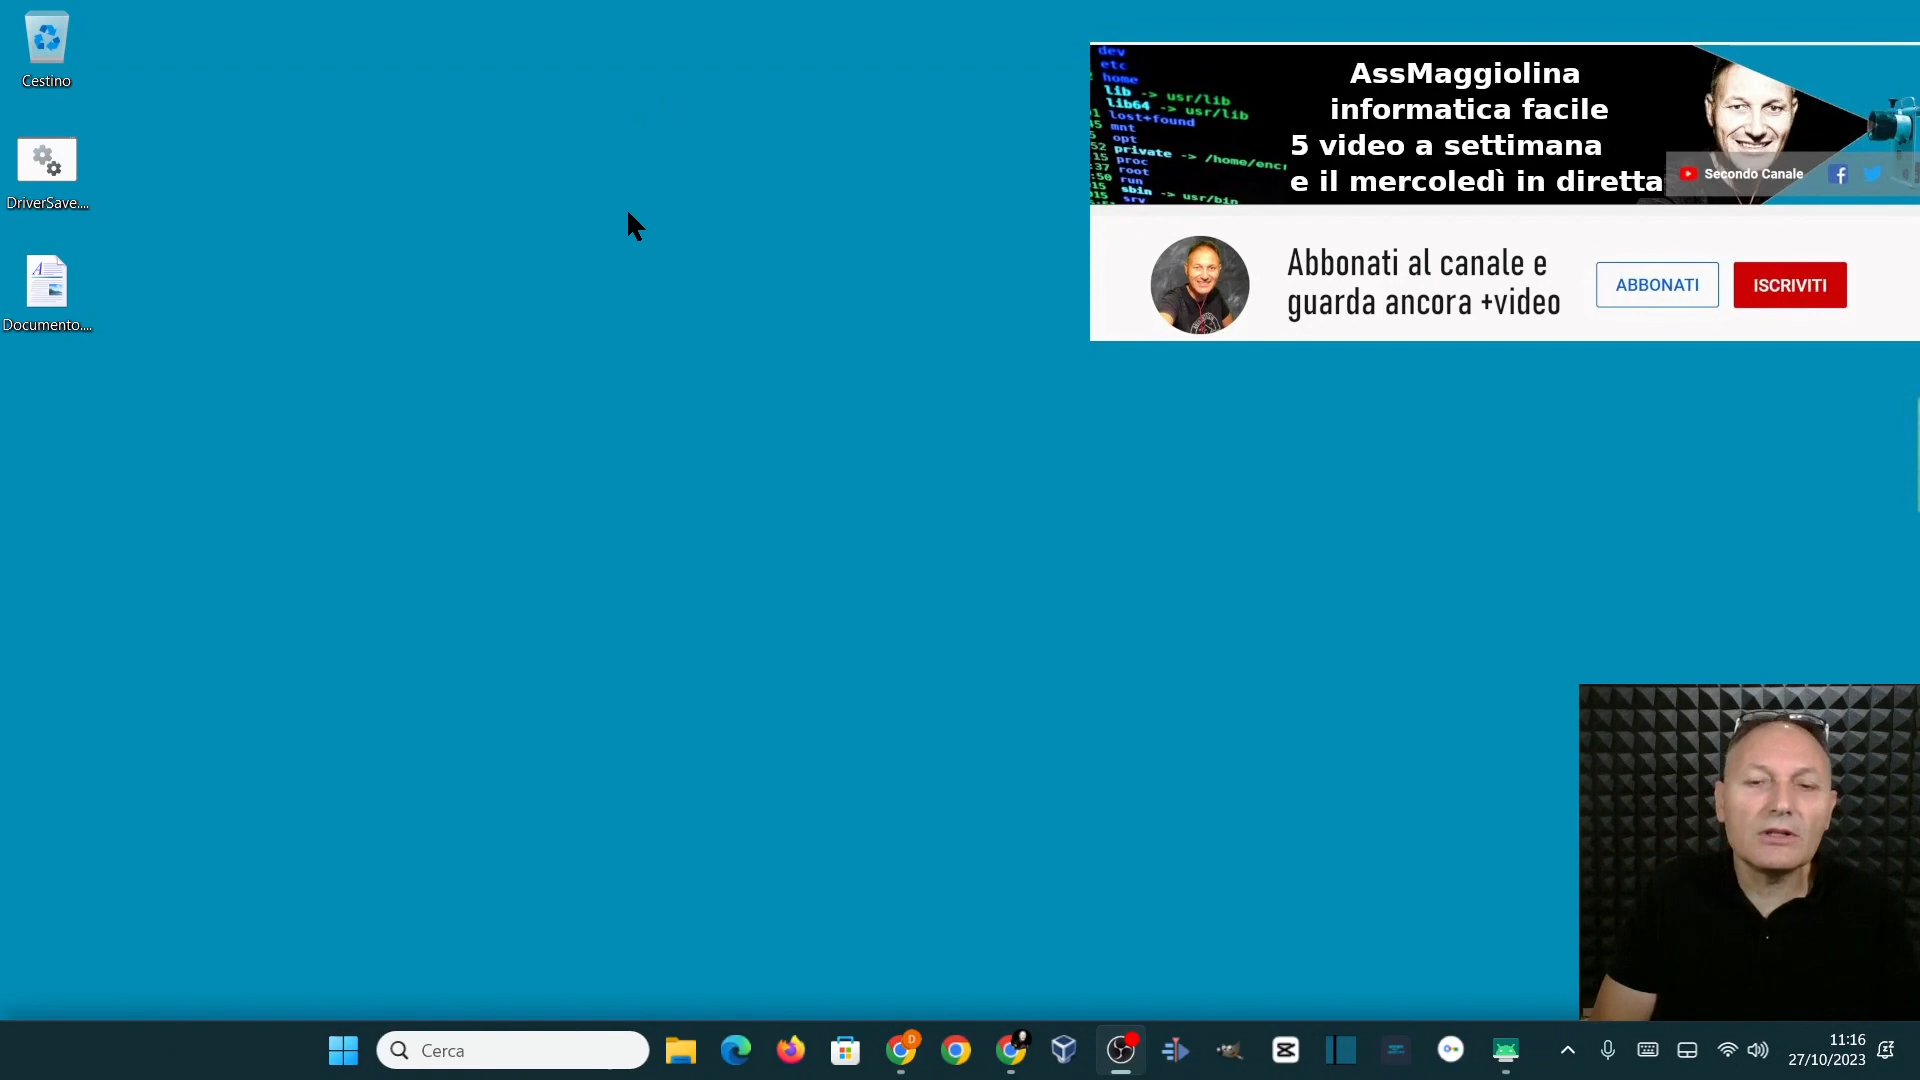 Cestino
DriverSave....
Documento....
dev
etc
home
lib -> usr/lib
lib64 -> usr/lib
lost+found
mnt
opt
private -> /home/encr
proc
root
run
sbin -> usr/bin
srv
AssMaggiolina
informatica facile
5 video a settimana
e il mercoledì in diretta
Secondo Canale
Abbonati al canale e
guarda ancora +video
ABBONATI
ISCRIVITI
Cerca
D
11:16
27/10/2023